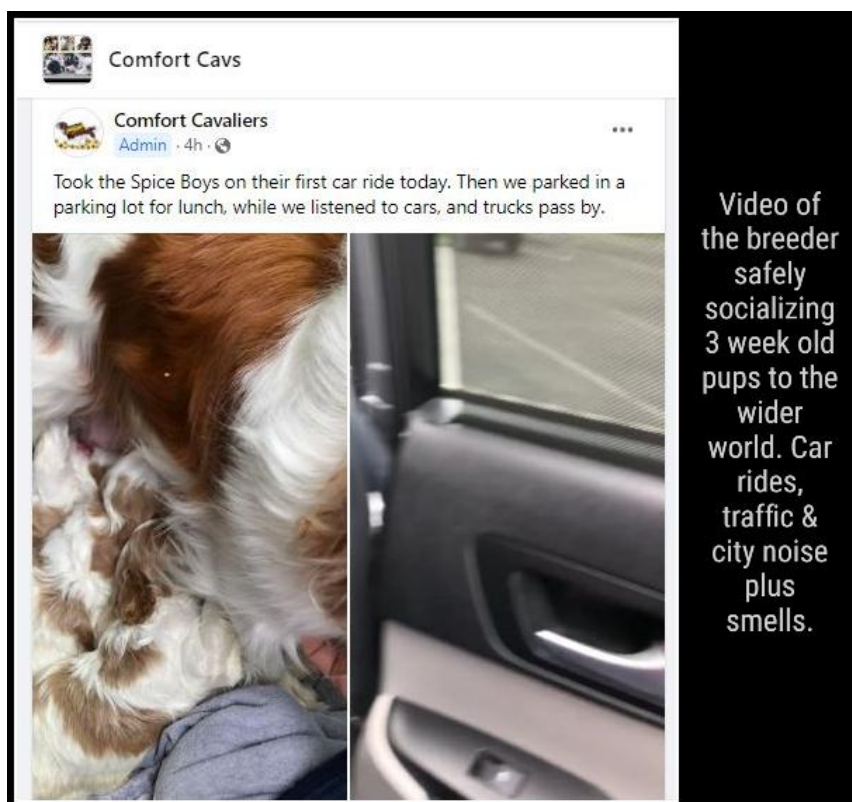 Comfort Cavs
Comfort Cavaliers
Admin · 4h ·
Took the Spice Boys on their first car ride today. Then we parked in a
parking lot for lunch, while we listened to cars, and trucks pass by.
Video of
the breeder
safely
socializing
3 week old
pups to the
wider
world. Car
rides,
traffic &
city noise
plus
smells.